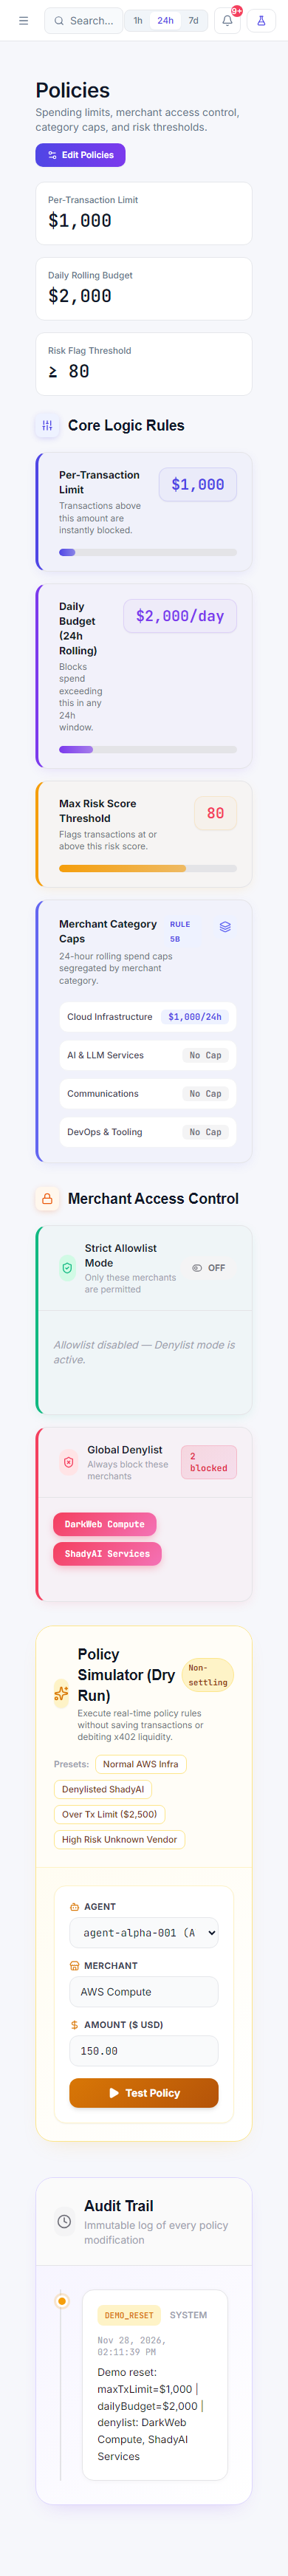 Search...
1h 24h 7d
9+
Policies
Spending limits, merchant access control,
category caps, and risk thresholds.
Edit Policies
Per-Transaction Limit
$1,000
Daily Rolling Budget
$2,000
Risk Flag Threshold
≥ 80
Core Logic Rules
Per-Transaction
Limit
$1,000
Transactions above
this amount are
instantly blocked.
Daily
Budget
(24h
Rolling)
$2,000/day
Blocks
spend
exceeding
this in any
24h
window.
Max Risk Score
Threshold
80
Flags transactions at or
above this risk score.
Merchant Category
Caps
RULE
5B
24-hour rolling spend caps
segregated by merchant
category.
Cloud Infrastructure $1,000/24h
AI & LLM Services No Cap
Communications No Cap
DevOps & Tooling No Cap
Merchant Access Control
Strict Allowlist
Mode
Only these merchants
are permitted
OFF
Allowlist disabled — Denylist mode is
active.
Global Denylist
Always block these
merchants
2
blocked
DarkWeb Compute
ShadyAI Services
Policy
Simulator (Dry
Run)
Non-
settling
Execute real-time policy rules
without saving transactions or
debiting x402 liquidity.
Presets: Normal AWS Infra
Denylisted ShadyAI
Over Tx Limit ($2,500)
High Risk Unknown Vendor
AGENT
agent-alpha-001 (A
MERCHANT
AWS Compute
AMOUNT ($ USD)
150.00
Test Policy
Audit Trail
Immutable log of every policy
modification
DEMO_RESET SYSTEM
Nov 28, 2026,
02:11:39 PM
Demo reset:
maxTxLimit=$1,000 |
dailyBudget=$2,000 |
denylist: DarkWeb
Compute, ShadyAI
Services